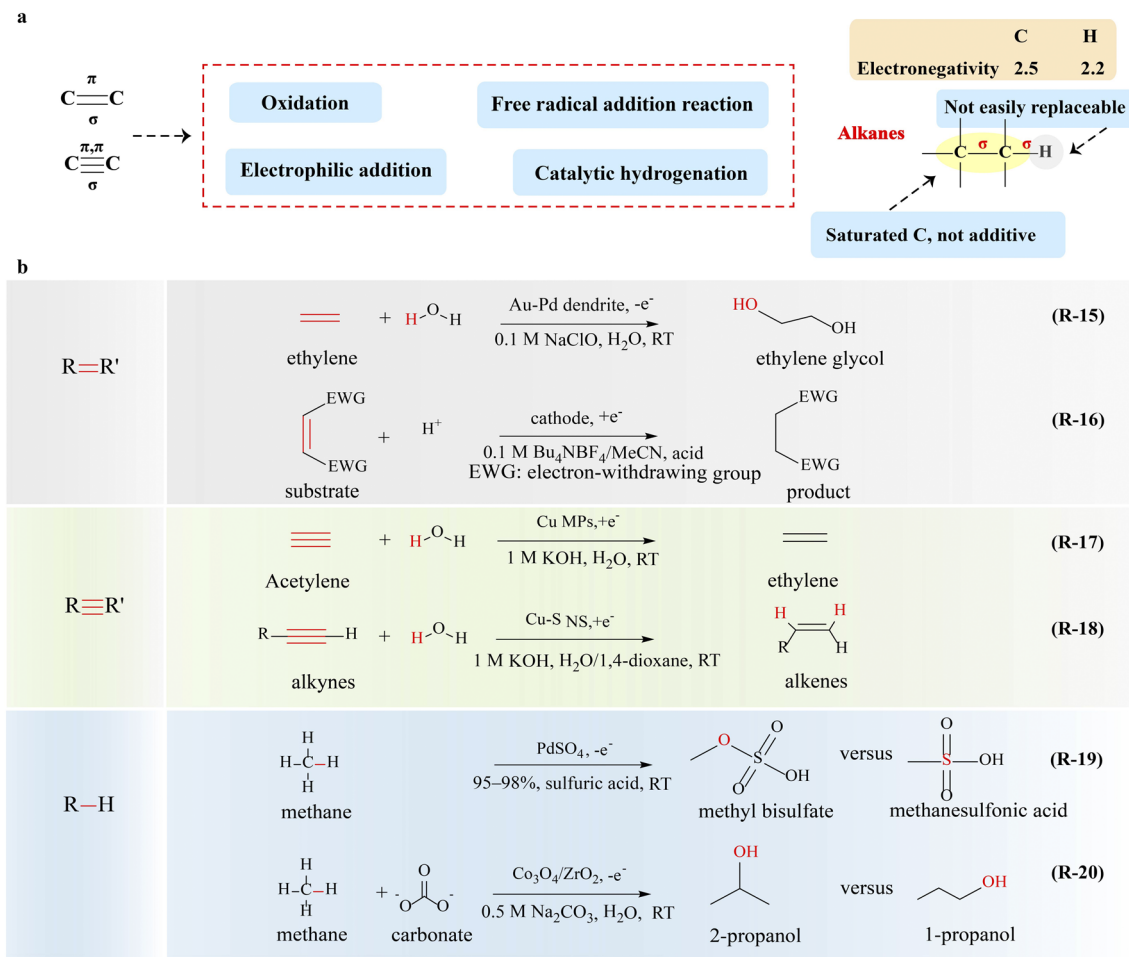 a
π
C C
σ
π,π
C C
σ
Oxidation
Free radical addition reaction
Electrophilic addition
Catalytic hydrogenation
C H
Electronegativity 2.5 2.2
Not easily replaceable
Alkanes
C σ C σ H
Saturated C, not additive
b
R=R'
ethylene
+
H O H
Au-Pd dendrite, -e⁻
0.1 M NaClO, H₂O, RT
HO
OH
ethylene glycol
(R-15)
EWG
EWG
substrate
+
H⁺
cathode, +e⁻
0.1 M Bu₄NBF₄/MeCN, acid
EWG: electron-withdrawing group
EWG
EWG
product
(R-16)
R≡R'
Acetylene
+
H O H
Cu MPs,+e⁻
1 M KOH, H₂O, RT
ethylene
(R-17)
R H
alkynes
+
H O H
Cu-S NS,+e⁻
1 M KOH, H₂O/1,4-dioxane, RT
H H
R H
alkenes
(R-18)
R–H
H
H C H
H
methane
PdSO₄, -e⁻
95–98%, sulfuric acid, RT
O
O
S
O
OH
methyl bisulfate
versus
O
S OH
O
methanesulfonic acid
(R-19)
H
H C H
H
methane
+
O
⁻O O⁻
carbonate
Co₃O₄/ZrO₂, -e⁻
0.5 M Na₂CO₃, H₂O, RT
OH
2-propanol
versus
OH
1-propanol
(R-20)